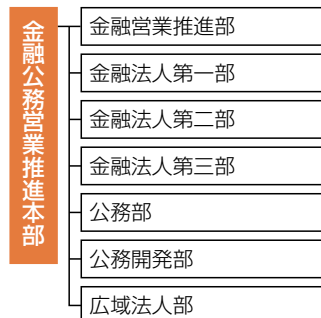 金融公務営業推進本部
金融営業推進部
金融法人第一部
金融法人第二部
金融法人第三部
公務部
公務開発部
広域法人部